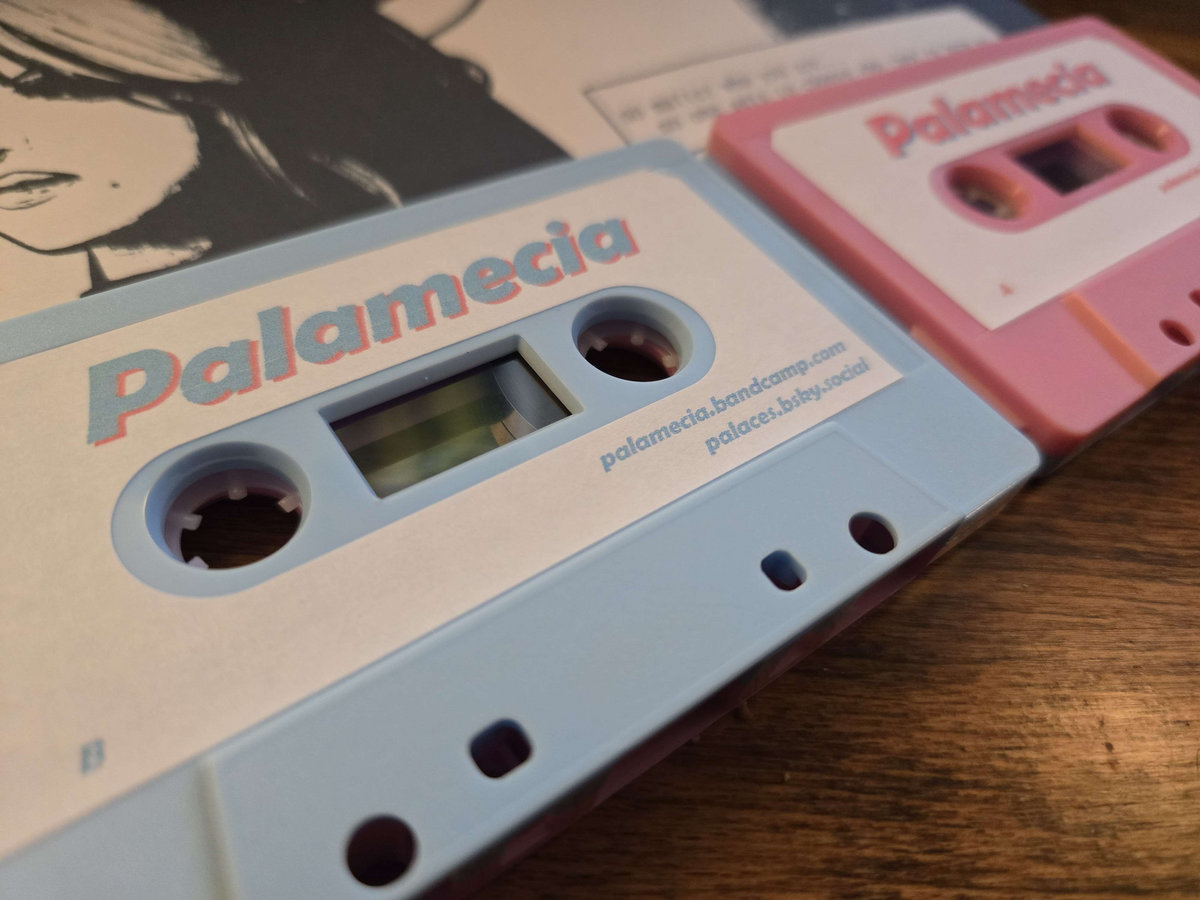 Palamecia
palamecia.bandcamp.com
palaces.bsky.social
B
Palamecia
A